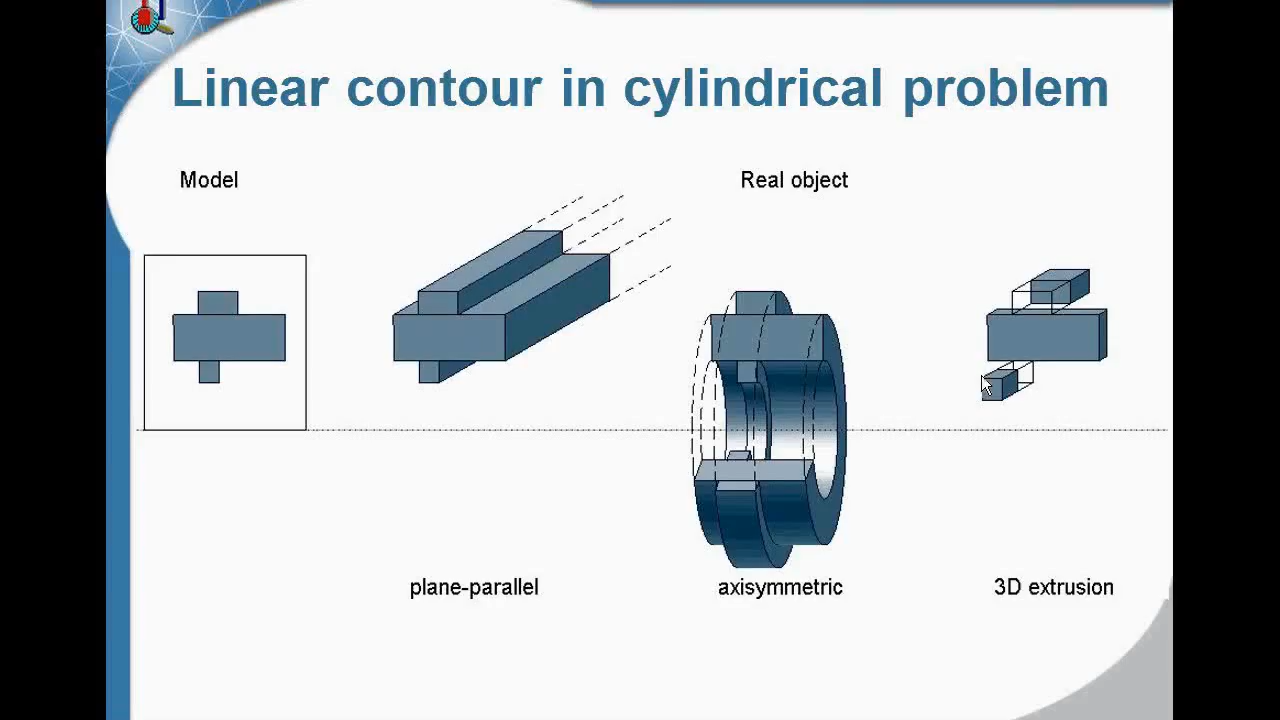 Linear contour in cylindrical problem
Model
Real object
plane-parallel
axisymmetric
3D extrusion